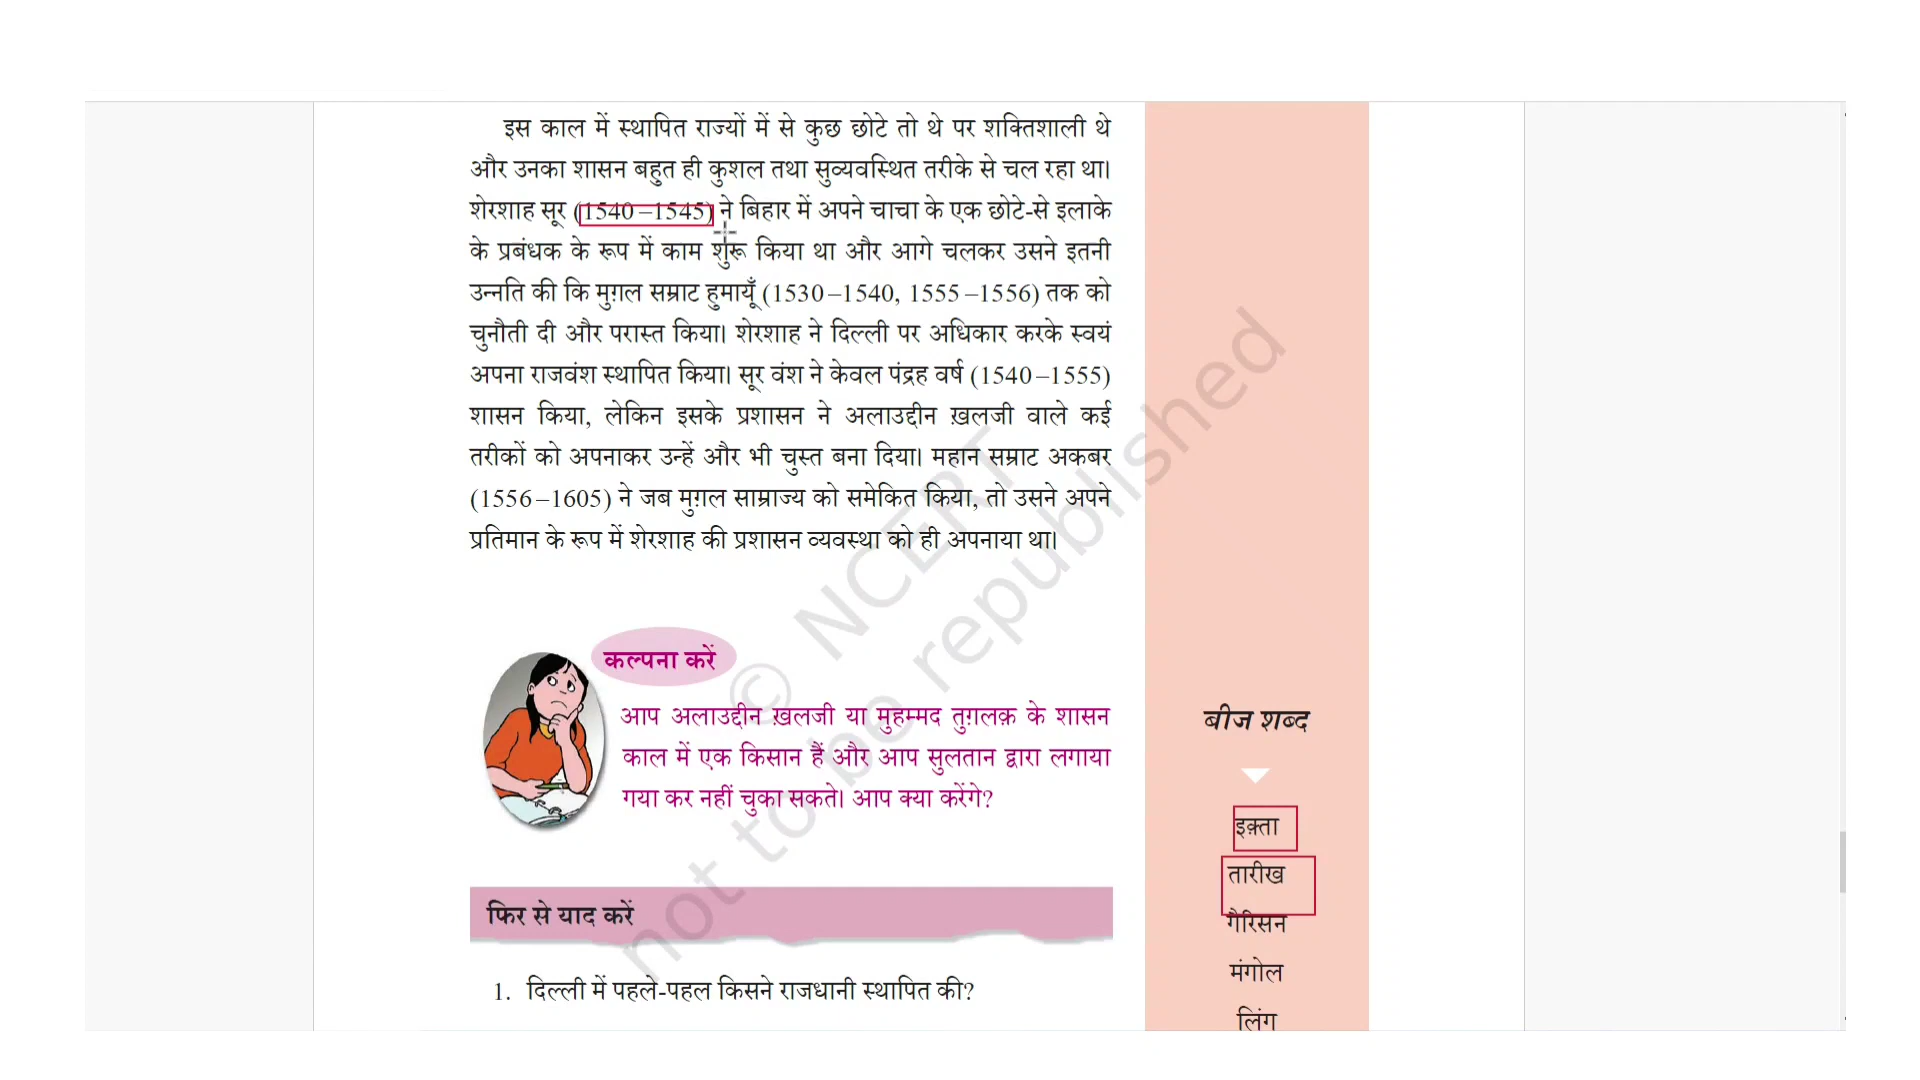 इस काल में स्थापित राज्यों में से कुछ छोटे तो थे पर शक्तिशाली थे
और उनका शासन बहुत ही कुशल तथा सुव्यवस्थित तरीके से चल रहा था।
शेरशाह सूर (1540–1545) ने बिहार में अपने चाचा के एक छोटे-से इलाके
के प्रबंधक के रूप में काम शुरू किया था और आगे चलकर उसने इतनी
उन्नति की कि मुग़ल सम्राट हुमायूँ (1530–1540, 1555–1556) तक को
चुनौती दी और परास्त किया। शेरशाह ने दिल्ली पर अधिकार करके स्वयं
अपना राजवंश स्थापित किया। सूर वंश ने केवल पंद्रह वर्ष (1540–1555)
शासन किया, लेकिन इसके प्रशासन ने अलाउद्दीन ख़लजी वाले कई
तरीकों को अपनाकर उन्हें और भी चुस्त बना दिया। महान सम्राट अकबर
(1556–1605) ने जब मुग़ल साम्राज्य को समेकित किया, तो उसने अपने
प्रतिमान के रूप में शेरशाह की प्रशासन व्यवस्था को ही अपनाया था।
कल्पना करें
आप अलाउद्दीन ख़लजी या मुहम्मद तुग़लक़ के शासन
काल में एक किसान हैं और आप सुलतान द्वारा लगाया
गया कर नहीं चुका सकते। आप क्या करेंगे?
फिर से याद करें
1. दिल्ली में पहले-पहल किसने राजधानी स्थापित की?
बीज शब्द
इक़्ता
तारीख
गैरिसन
मंगोल
लिंग
© NCERT
not to be republished